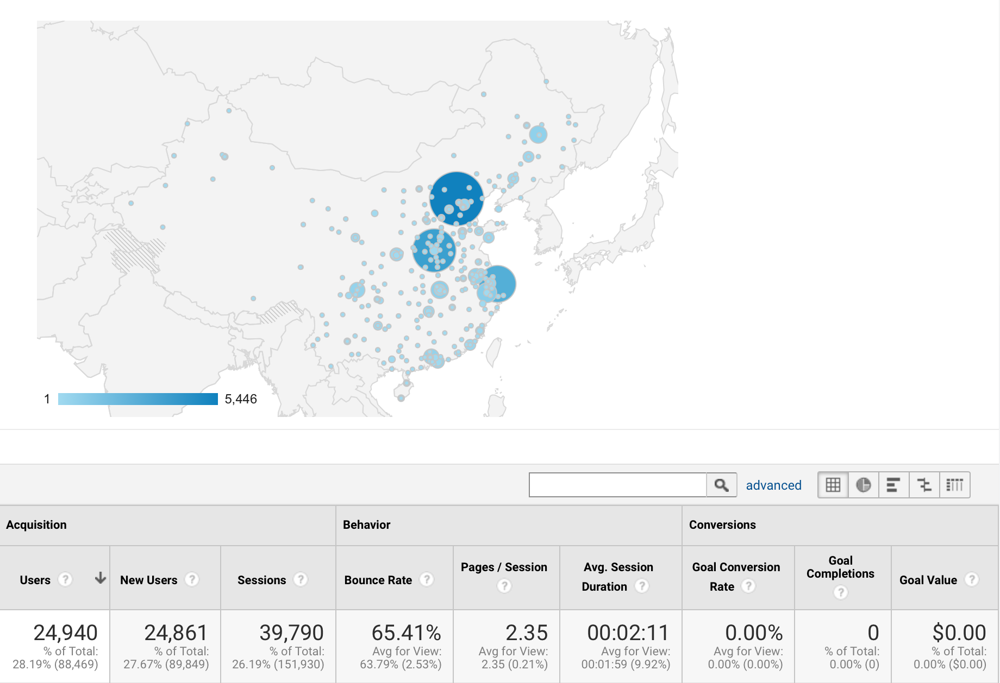 1 5,446
advanced
Acquisition Behavior Conversions
Users ? New Users ? Sessions ? Bounce Rate ? Pages / Session ? Avg. Session Duration ? Goal Conversion Rate ? Goal Completions ? Goal Value ?
24,940 24,861 39,790 65.41% 2.35 00:02:11 0.00% 0 $0.00
% of Total: % of Total: % of Total: Avg for View: Avg for View: Avg for View: Avg for View: % of Total: % of Total:
28.19% (88,469) 27.67% (89,849) 26.19% (151,930) 63.79% (2.53%) 2.35 (0.21%) 00:01:59 (9.92%) 0.00% (0.00%) 0.00% (0) 0.00% ($0.00)